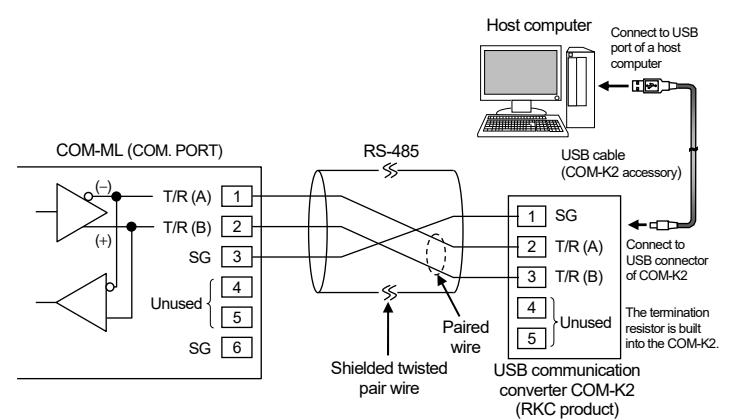 Host computer
Connect to USB
port of a host
computer
COM-ML (COM. PORT)
RS-485
USB cable
(COM-K2 accessory)
(−)
T/R (A) 1
T/R (B) 2
(+)
SG 3
4
Unused
5
SG 6
1 SG
2 T/R (A)
3 T/R (B)
4
Unused
5
Connect to
USB connector
of COM-K2
The termination
resistor is built
into the COM-K2.
Paired
wire
Shielded twisted
pair wire
USB communication
converter COM-K2
(RKC product)